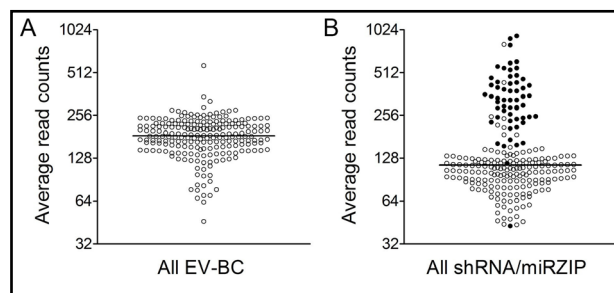 A
B
Average read counts
1024
512
256
128
64
32
All EV-BC
Average read counts
1024
512
256
128
64
32
All shRNA/miRZIP